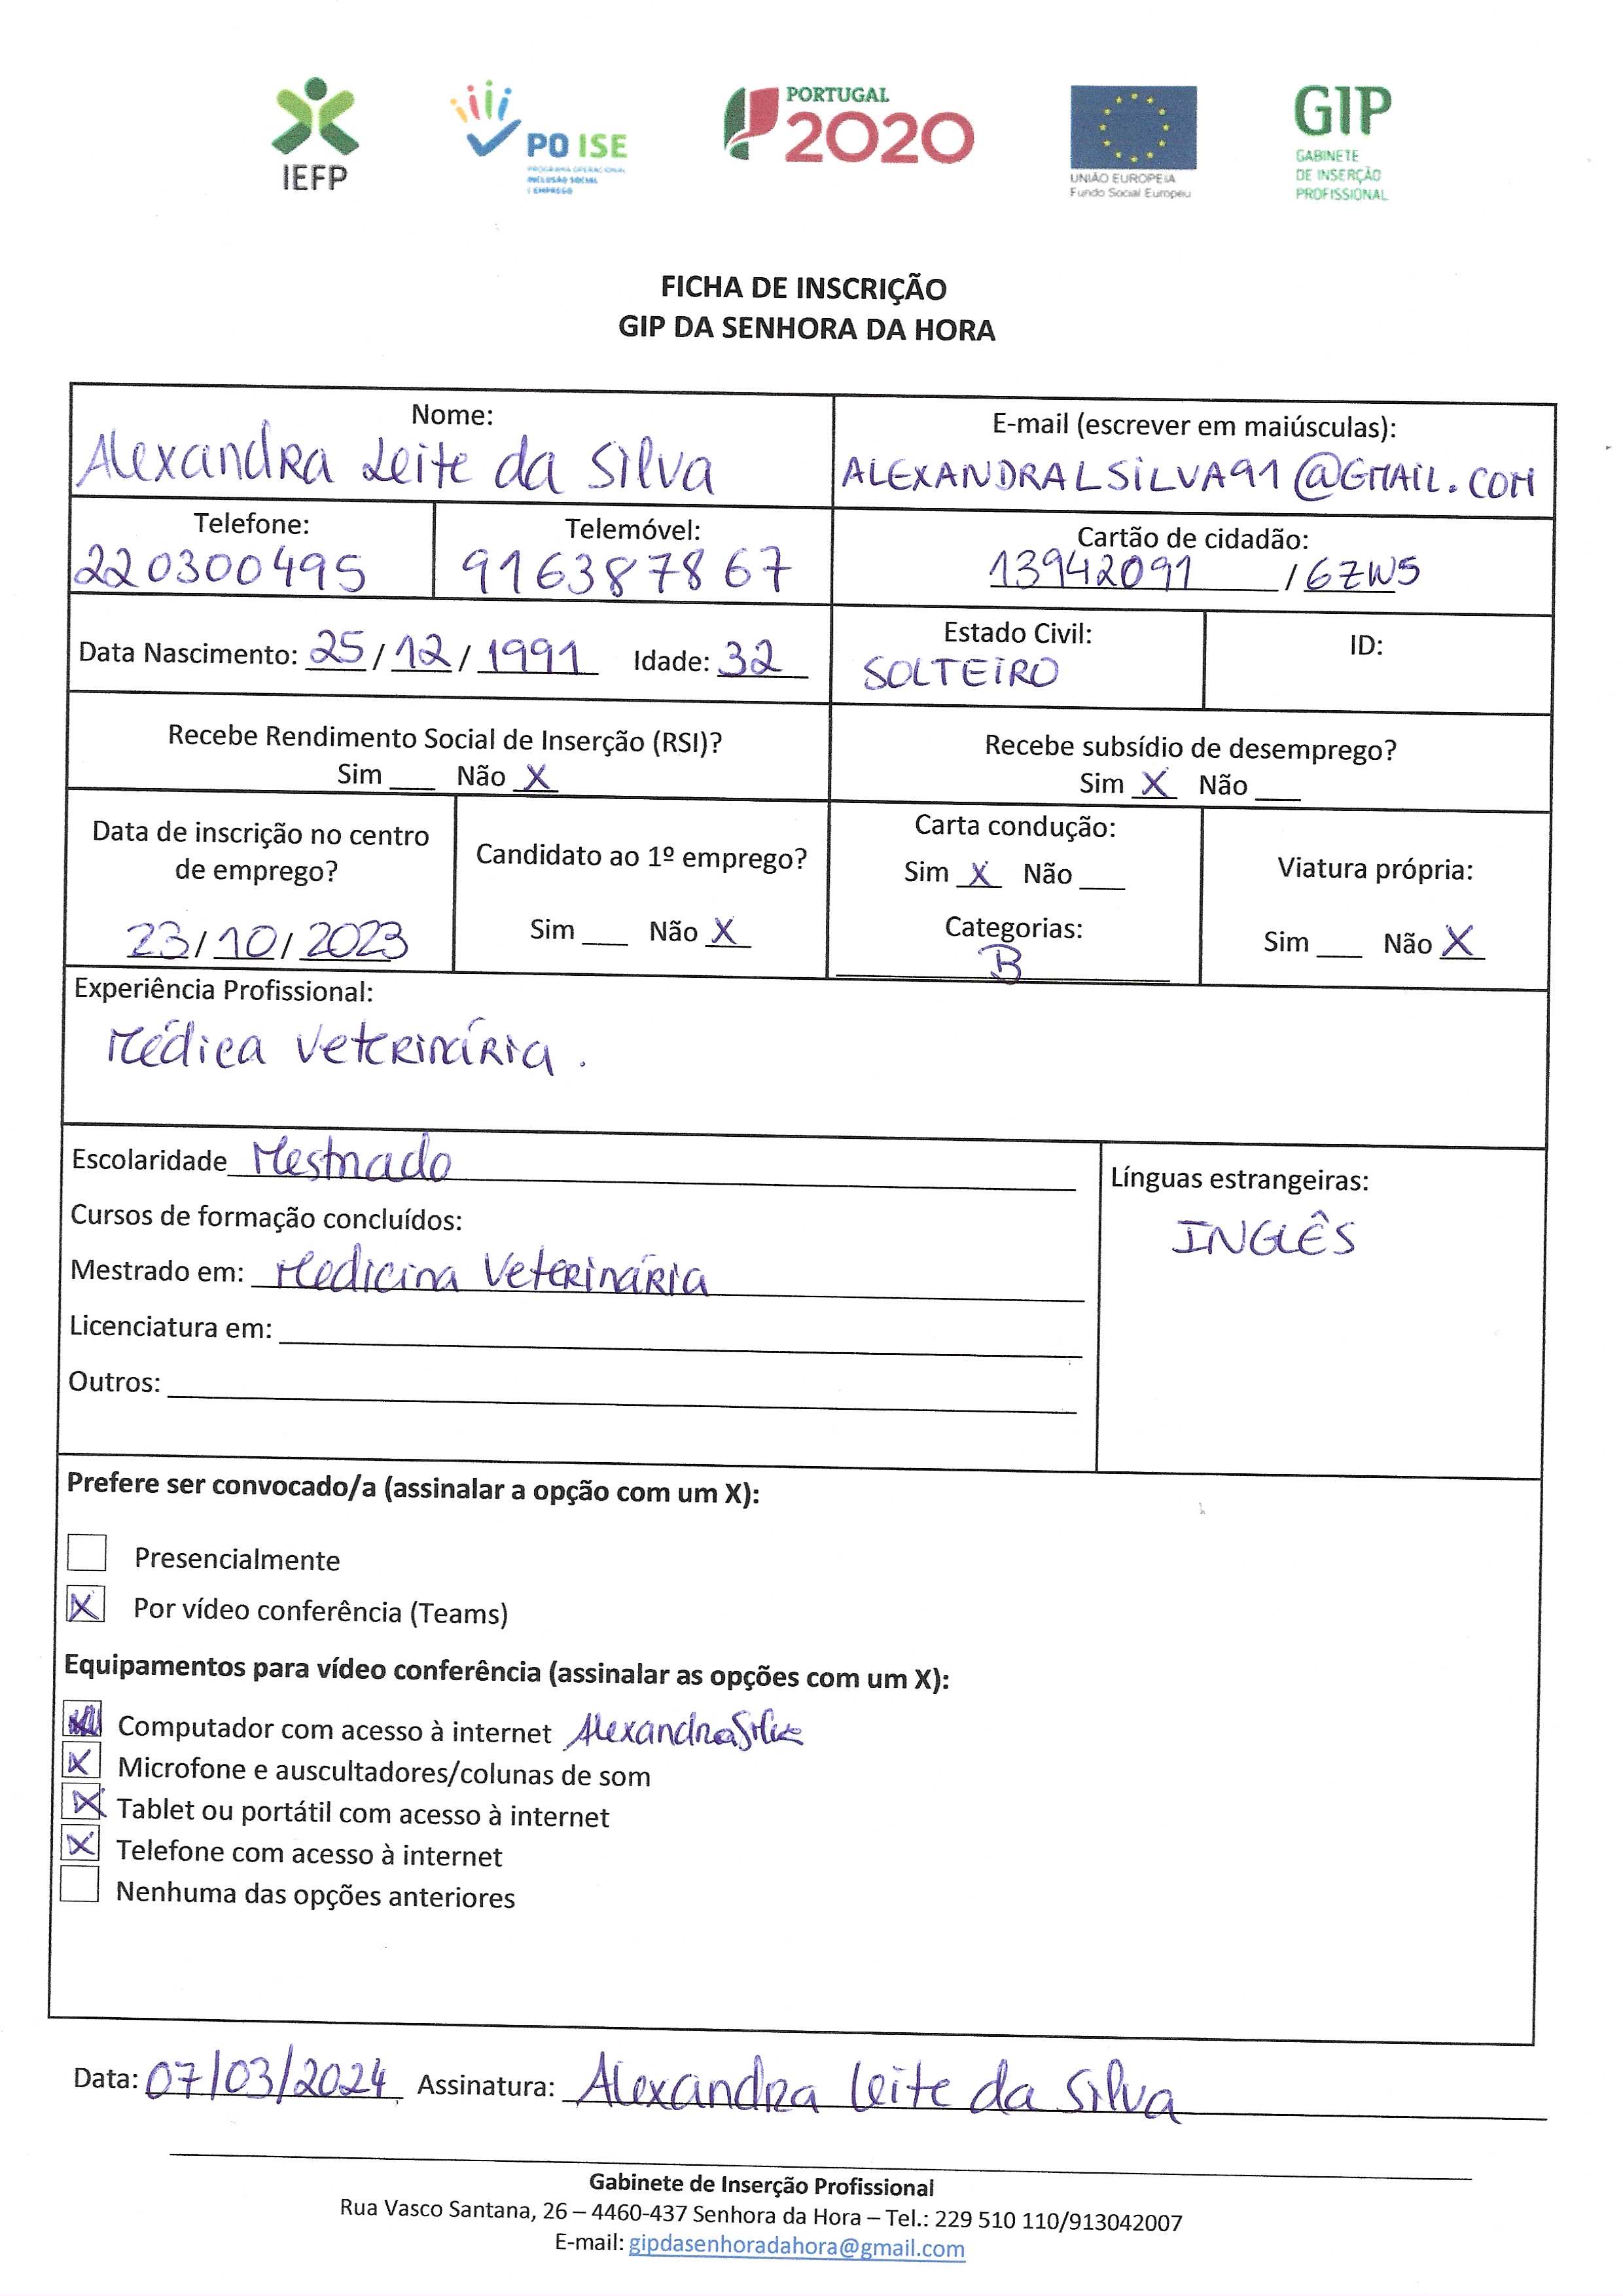 IEFP
PO ISE
PROGRAMA OPERACIONAL
INCLUSÃO SOCIAL
E EMPREGO
PORTUGAL
2020
UNIÃO EUROPEIA
Fundo Social Europeu
GIP
GABINETE
DE INSERÇÃO
PROFISSIONAL
FICHA DE INSCRIÇÃO
GIP DA SENHORA DA HORA
Nome:
Alexandra Leite da Silva
E-mail (escrever em maiúsculas):
ALEXANDRALSILVA91@GMAIL.COM
Telefone:
220300495
Telemóvel:
916387867
Cartão de cidadão:
13942091 / 6ZW5
Data Nascimento: 25 / 12 / 1991 Idade: 32
Estado Civil:
SOLTEIRO
ID:
Recebe Rendimento Social de Inserção (RSI)?
Sim ___ Não X
Recebe subsídio de desemprego?
Sim X Não ___
Data de inscrição no centro
de emprego?
23 / 10 / 2023
Candidato ao 1º emprego?
Sim ___ Não X
Carta condução:
Sim X Não ___
Categorias:
B
Viatura própria:
Sim ___ Não X
Experiência Profissional:
Médica Veterinária.
Escolaridade Mestrado
Cursos de formação concluídos:
Mestrado em: Medicina Veterinária
Licenciatura em:
Outros:
Línguas estrangeiras:
INGLÊS
Prefere ser convocado/a (assinalar a opção com um X):
Presencialmente
X Por vídeo conferência (Teams)
Equipamentos para vídeo conferência (assinalar as opções com um X):
Computador com acesso à internet Alexandra Silva
X Microfone e auscultadores/colunas de som
X Tablet ou portátil com acesso à internet
X Telefone com acesso à internet
Nenhuma das opções anteriores
Data: 07/03/2024 Assinatura: Alexandra Leite da Silva
Gabinete de Inserção Profissional
Rua Vasco Santana, 26 – 4460-437 Senhora da Hora – Tel.: 229 510 110/913042007
E-mail: gipdasenhoradahora@gmail.com